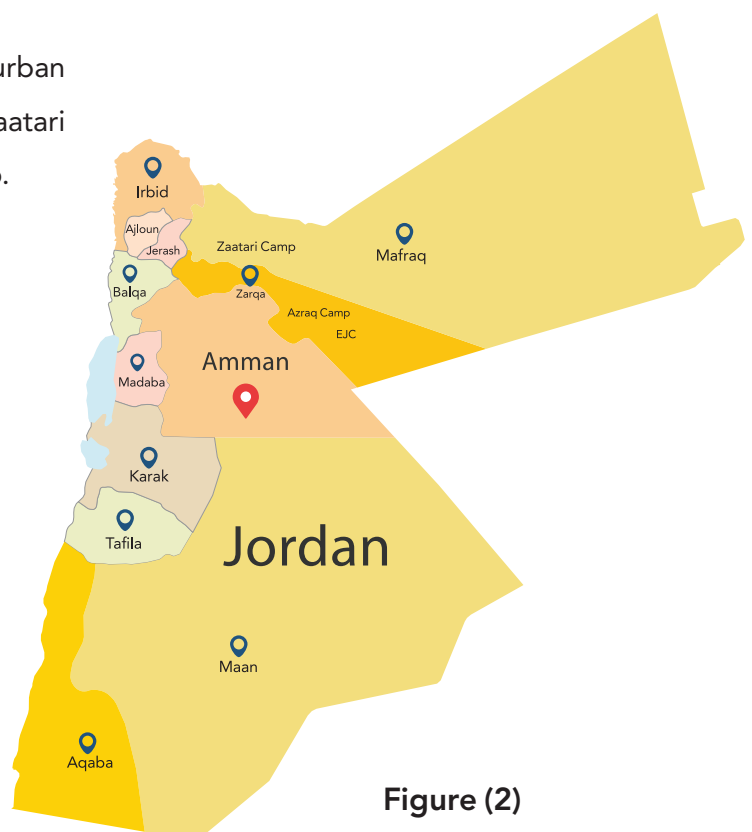 urban
aatari
Irbid
Ajloun
Jerash
Zaatari Camp
Mafraq
Balqa
Zarqa
Azraq Camp
EJC
Amman
Madaba
Karak
Jordan
Tafila
Maan
Aqaba
Figure (2)